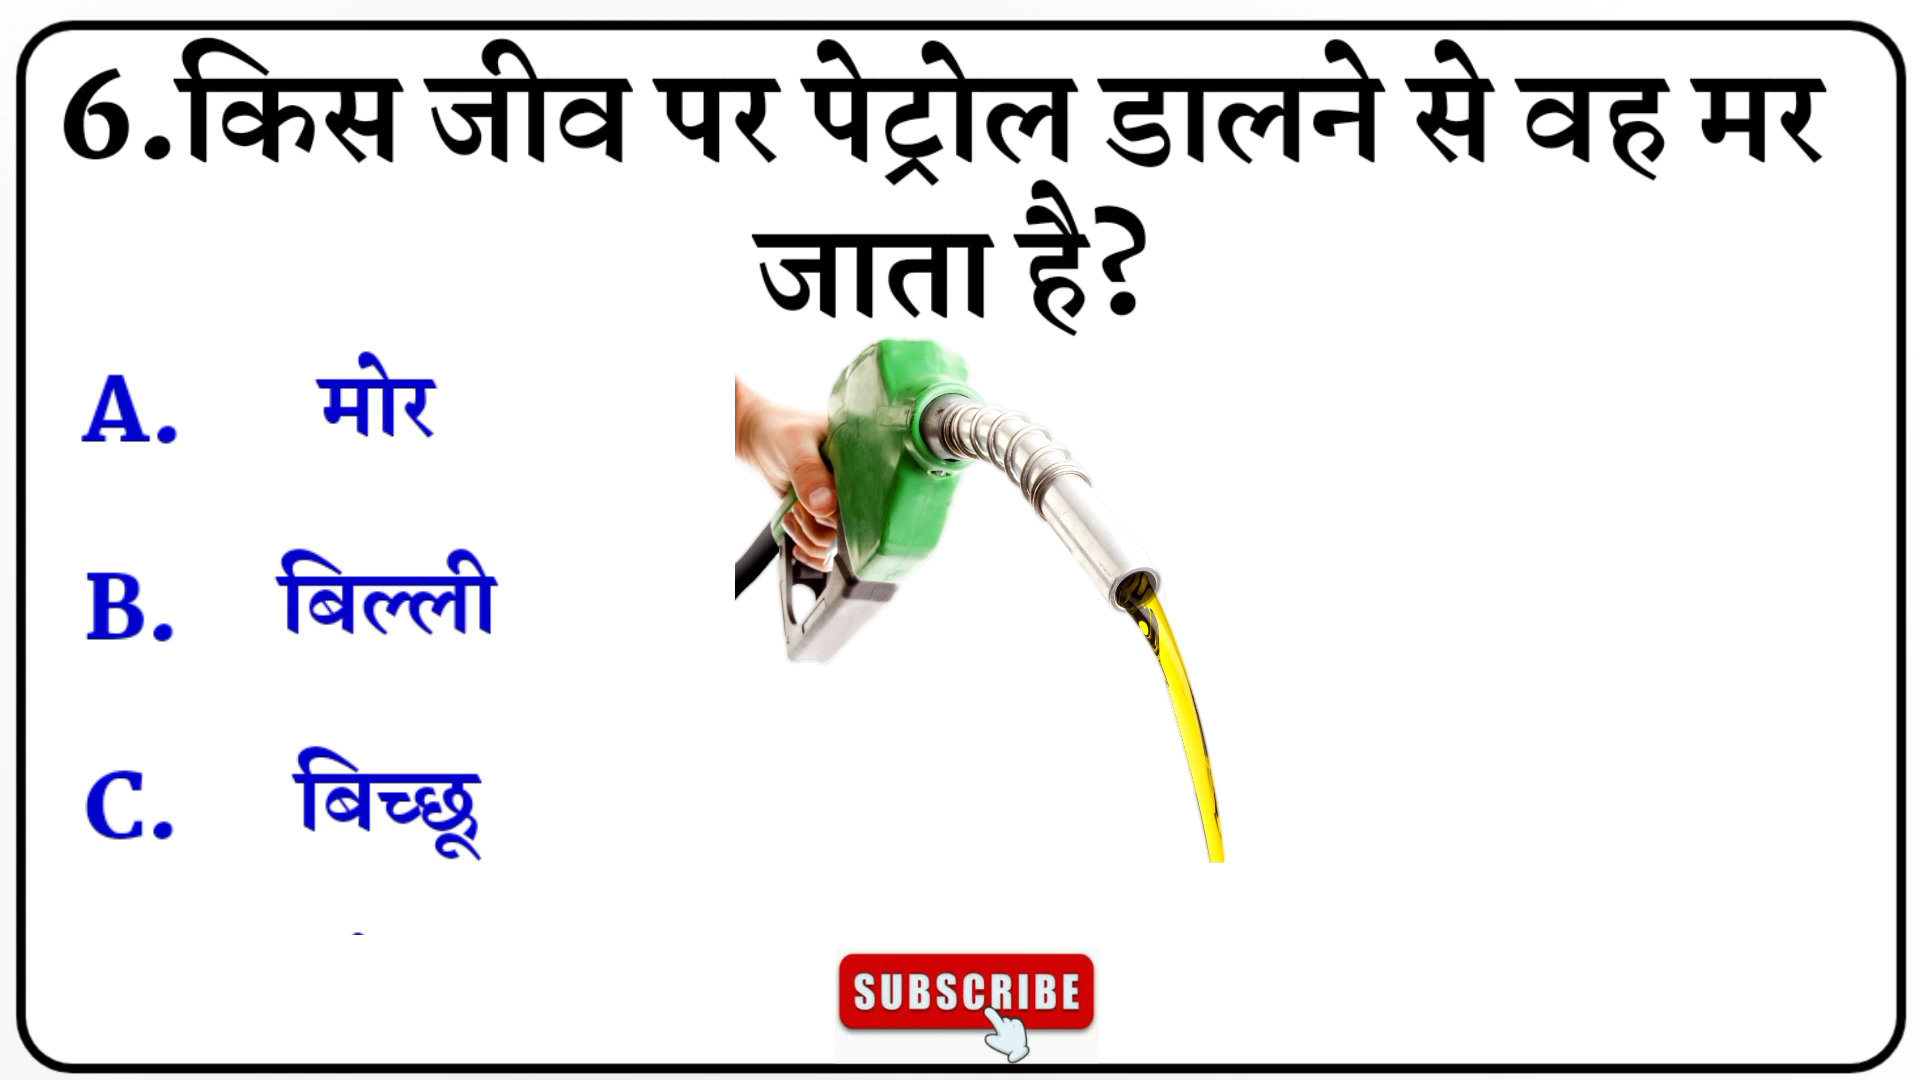 6.किस जीव पर पेट्रोल डालने से वह मर
जाता है?
A. मोर
B. बिल्ली
C. बिच्छू
SUBSCRIBE